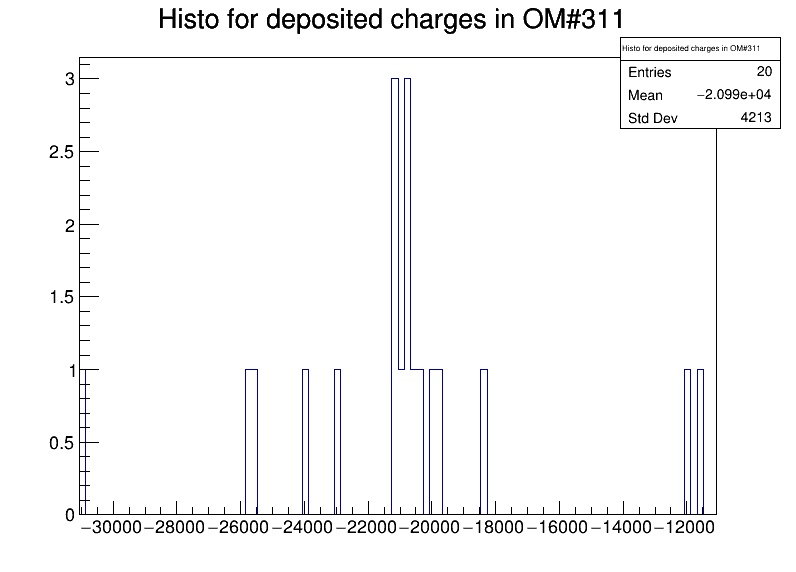 Histo for deposited charges in OM#311
Histo for deposited charges in OM#311
Entries 20
Mean −2.099e+04
Std Dev 4213
3
2.5
2
1.5
1
0.5
0
−30000 −28000 −26000 −24000 −22000 −20000 −18000 −16000 −14000 −12000